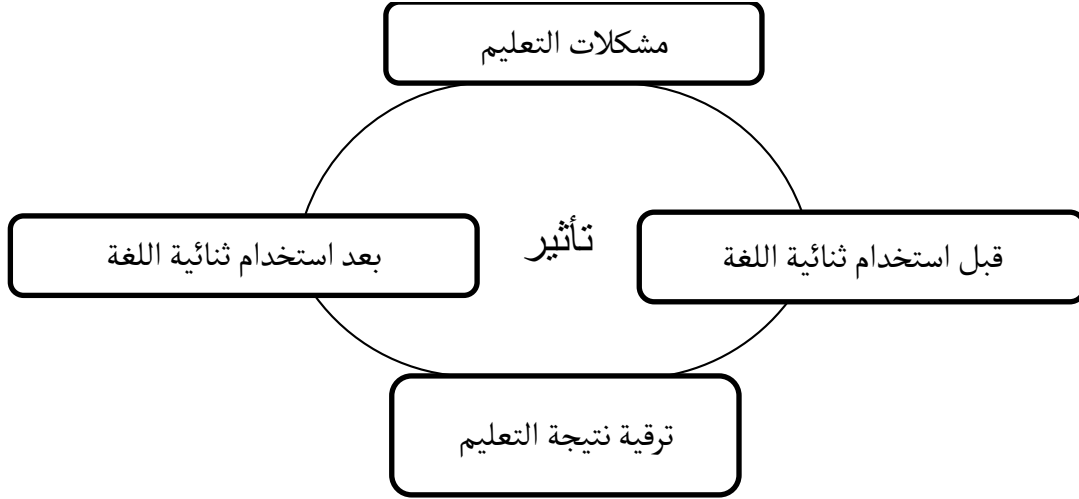 مشكلات التعليم
قبل استخدام ثنائية اللغة
تأثير
بعد استخدام ثنائية اللغة
ترقية نتيجة التعليم